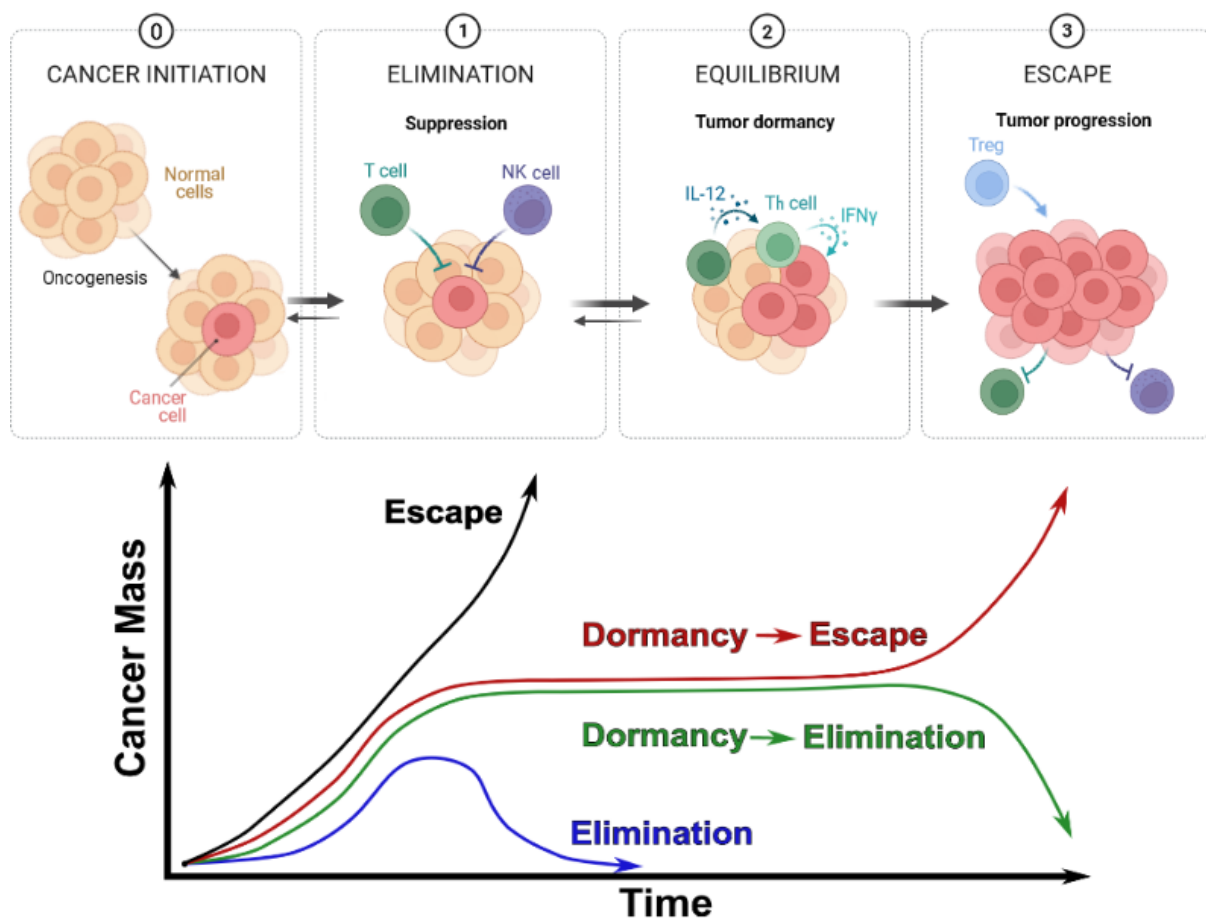 0
CANCER INITIATION
Normal
cells
Oncogenesis
Cancer
cell
1
ELIMINATION
Suppression
T cell
NK cell
2
EQUILIBRIUM
Tumor dormancy
IL-12
Th cell
IFNγ
3
ESCAPE
Tumor progression
Treg
Cancer Mass
Escape
Dormancy → Escape
Dormancy → Elimination
Elimination
Time